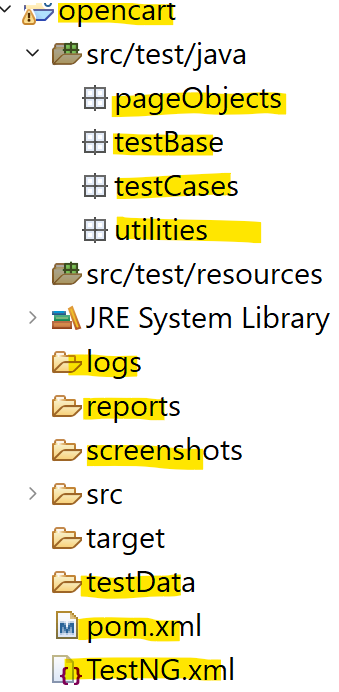 opencart
src/test/java
pageObjects
testBase
testCases
utilities
src/test/resources
JRE System Library
logs
reports
screenshots
src
target
testData
pom.xml
TestNG.xml